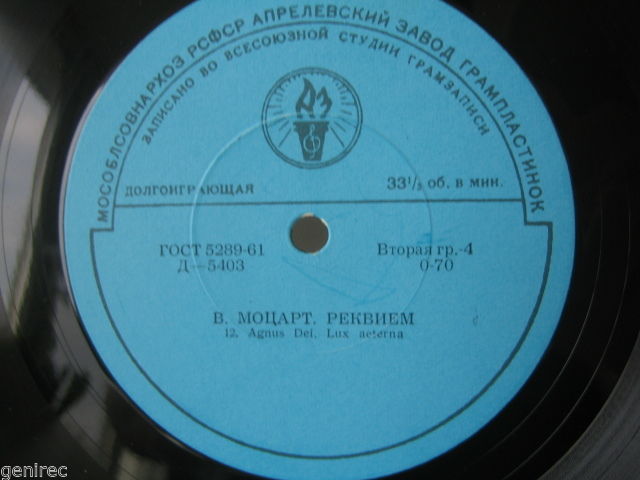 МОСОБЛСОВНАРХОЗ РСФСР АПРЕЛЕВСКИЙ ЗАВОД ГРАМПЛАСТИНОК
ЗАПИСАНО ВО ВСЕСОЮЗНОЙ СТУДИИ ГРАМЗАПИСИ
ДОЛГОИГРАЮЩАЯ
33⅓ об. в мин.
ГОСТ 5289-61
Д—5403
Вторая гр.-4
0-70
В. МОЦАРТ. РЕКВИЕМ
12. Agnus Dei. Lux aeterna
genirec